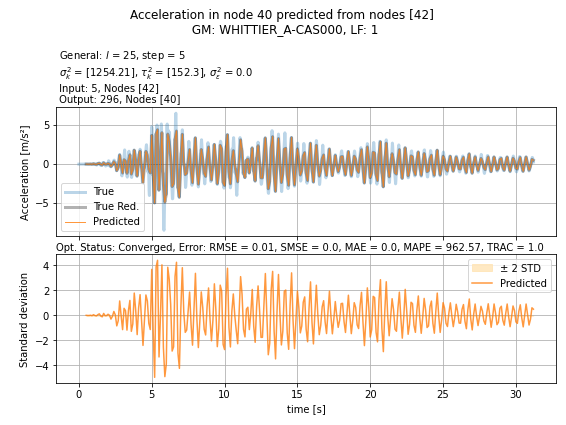 Acceleration in node 40 predicted from nodes [42]
GM: WHITTIER_A-CAS000, LF: 1
General: l = 25, step = 5
σ²ₖ = [1254.21], τ²ₖ = [152.3], σ²ε = 0.0
Input: 5, Nodes [42]
Output: 296, Nodes [40]
Acceleration [m/s²]
5
0
−5
True
True Red.
Predicted
Opt. Status: Converged, Error: RMSE = 0.01, SMSE = 0.0, MAE = 0.0, MAPE = 962.57, TRAC = 1.0
Standard deviation
4
2
0
−2
−4
± 2 STD
Predicted
0 5 10 15 20 25 30
time [s]